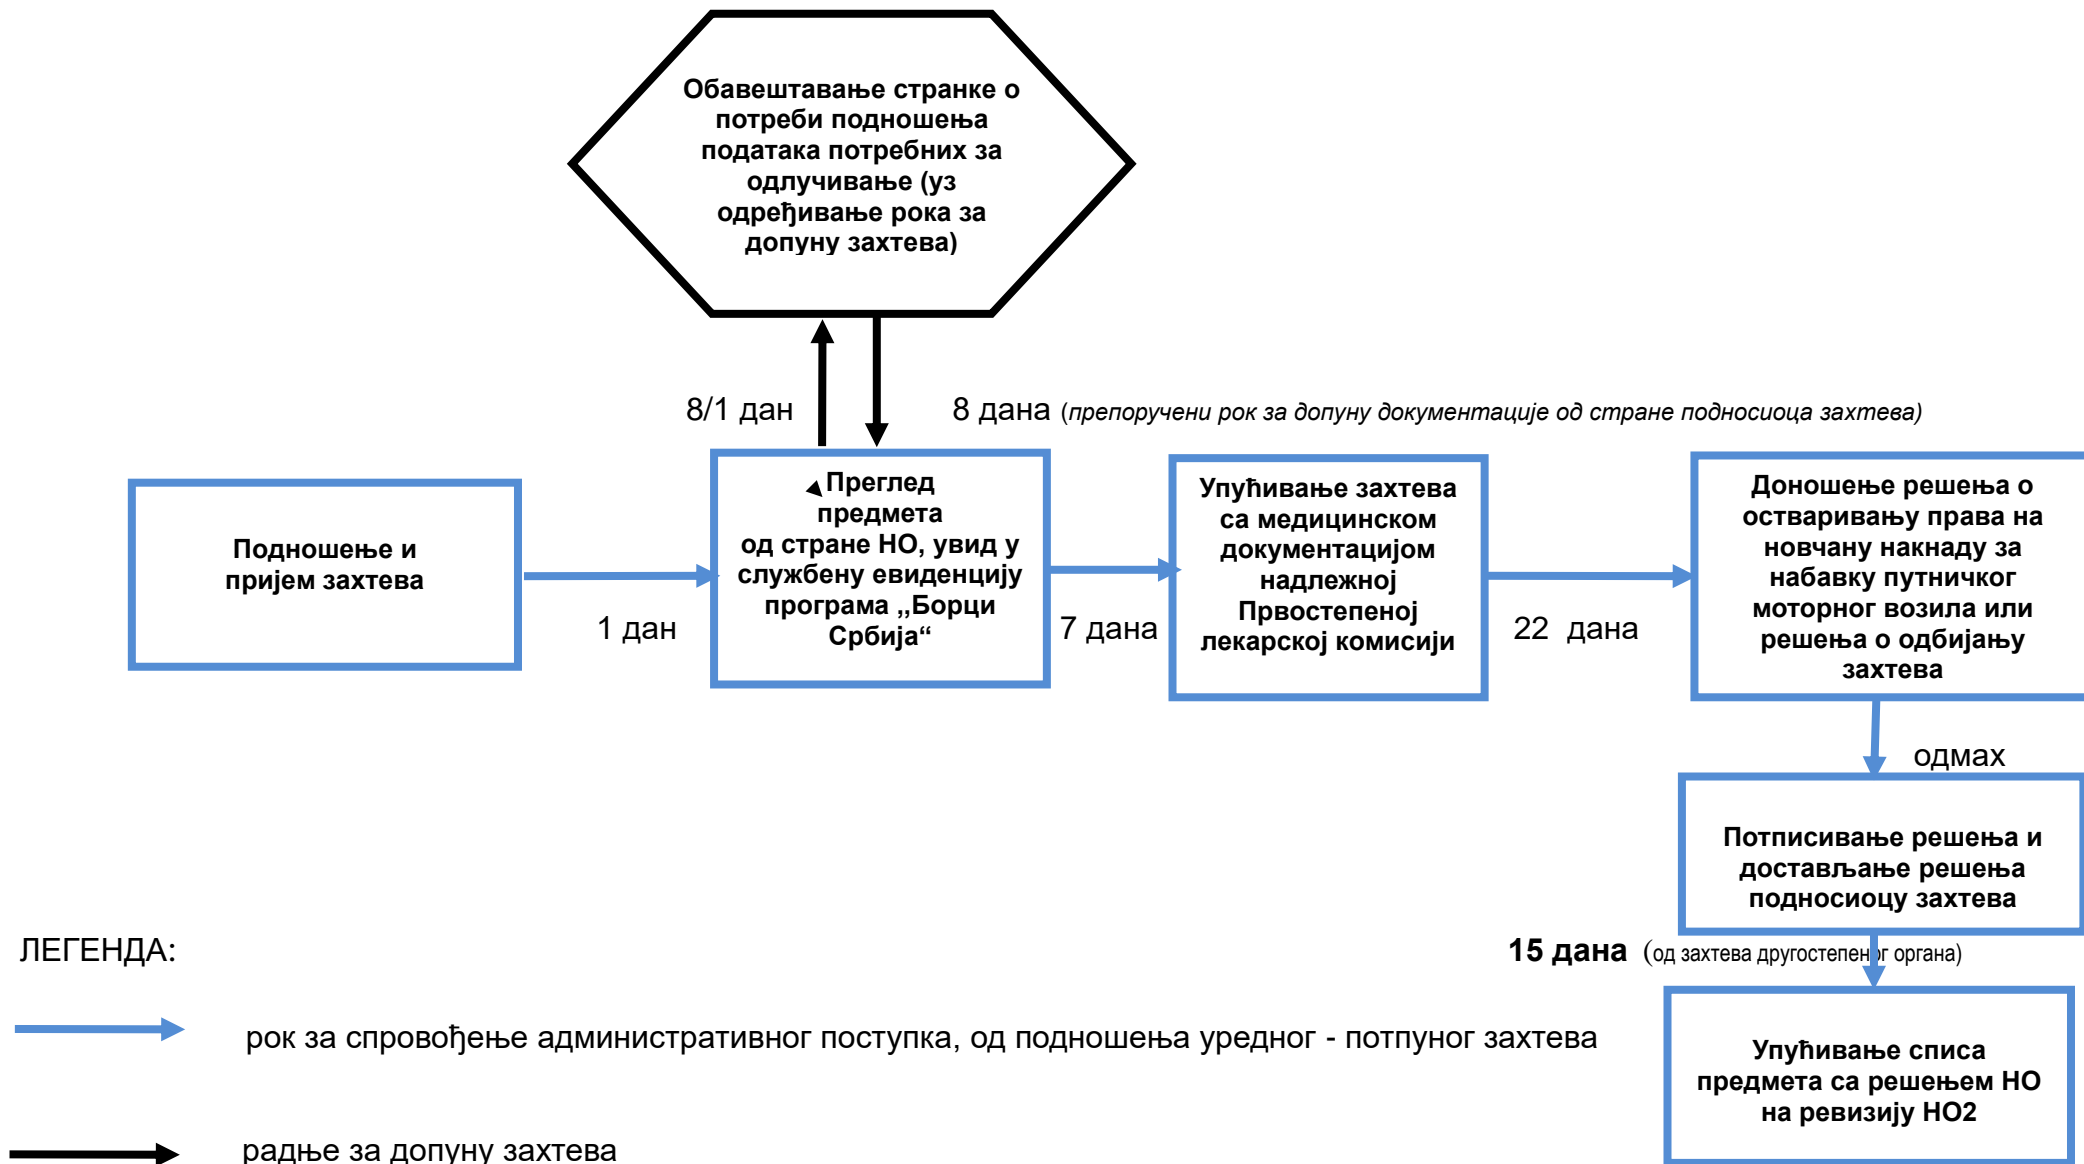 Обавештавање странке о
потреби подношења
података потребних за
одлучивање (уз
одређивање рока за
допуну захтева)
8/1 дан
8 дана (препоручени рок за допуну документације од стране подносиоца захтева)
Подношење и
пријем захтева
1 дан
Преглед
предмета
од стране НО, увид у
службену евиденцију
програма ,,Борци
Србија“
7 дана
Упућивање захтева
са медицинском
документацијом
надлежној
Првостепеној
лекарској комисији
22 дана
Доношење решења о
остваривању права на
новчану накнаду за
набавку путничког
моторног возила или
решења о одбијању
захтева
одмах
Потписивање решења и
достављање решења
подносиоцу захтева
15 дана (од захтева другостепеног органа)
Упућивање списа
предмета са решењем НО
на ревизију НО2
ЛЕГЕНДА:
рок за спровођење административног поступка, од подношења уредног - потпуног захтева
радње за допуну захтева